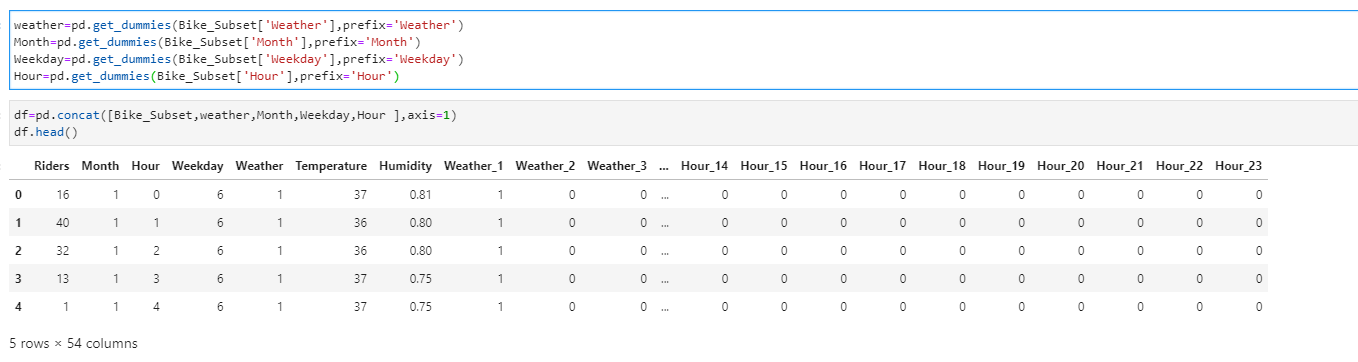 weather=pd.get_dummies(Bike_Subset['Weather'],prefix='Weather')
Month=pd.get_dummies(Bike_Subset['Month'],prefix='Month')
Weekday=pd.get_dummies(Bike_Subset['Weekday'],prefix='Weekday')
Hour=pd.get_dummies(Bike_Subset['Hour'],prefix='Hour')
df=pd.concat([Bike_Subset,weather,Month,Weekday,Hour ],axis=1)
df.head()
Riders Month Hour Weekday Weather Temperature Humidity Weather_1 Weather_2 Weather_3 ... Hour_14 Hour_15 Hour_16 Hour_17 Hour_18 Hour_19 Hour_20 Hour_21 Hour_22 Hour_23
0 16 1 0 6 1 37 0.81 1 0 0 ... 0 0 0 0 0 0 0 0 0 0
1 40 1 1 6 1 36 0.80 1 0 0 ... 0 0 0 0 0 0 0 0 0 0
2 32 1 2 6 1 36 0.80 1 0 0 ... 0 0 0 0 0 0 0 0 0 0
3 13 1 3 6 1 37 0.75 1 0 0 ... 0 0 0 0 0 0 0 0 0 0
4 1 1 4 6 1 37 0.75 1 0 0 ... 0 0 0 0 0 0 0 0 0 0
5 rows × 54 columns